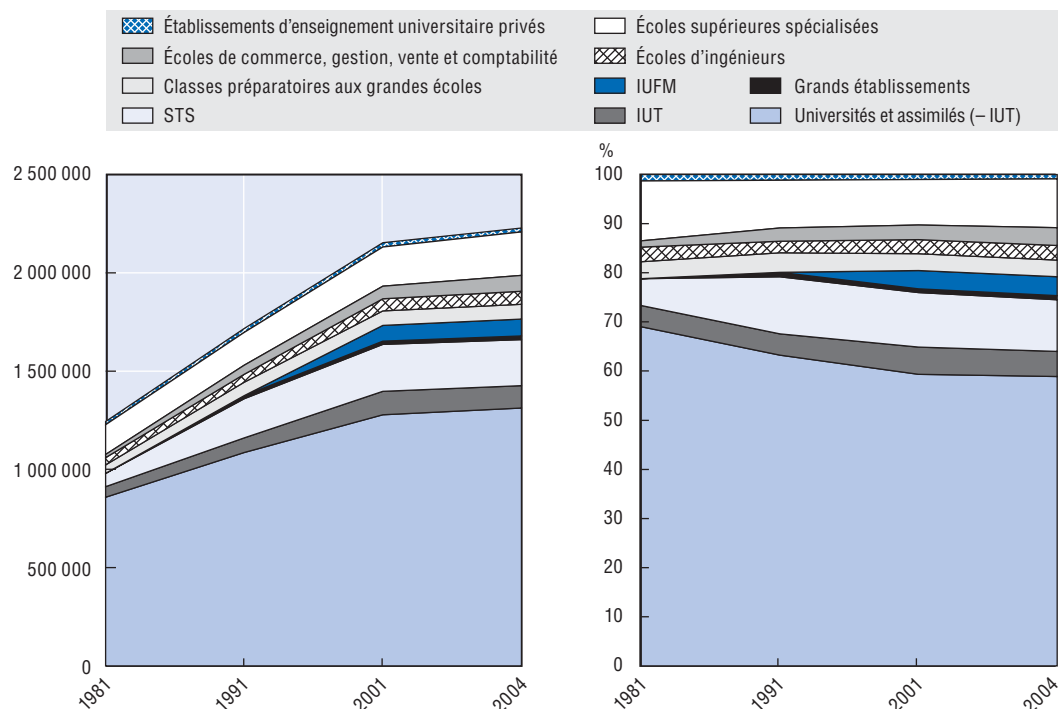 Établissements d'enseignement universitaire privés
Écoles de commerce, gestion, vente et comptabilité
Classes préparatoires aux grandes écoles
STS
Écoles supérieures spécialisées
Écoles d'ingénieurs
IUFM
Grands établissements
IUT
Universités et assimilés (– IUT)
2 500 000
2 000 000
1 500 000
1 000 000
500 000
0
1981
1991
2001
2004
%
100
90
80
70
60
50
40
30
20
10
0
1981
1991
2001
2004